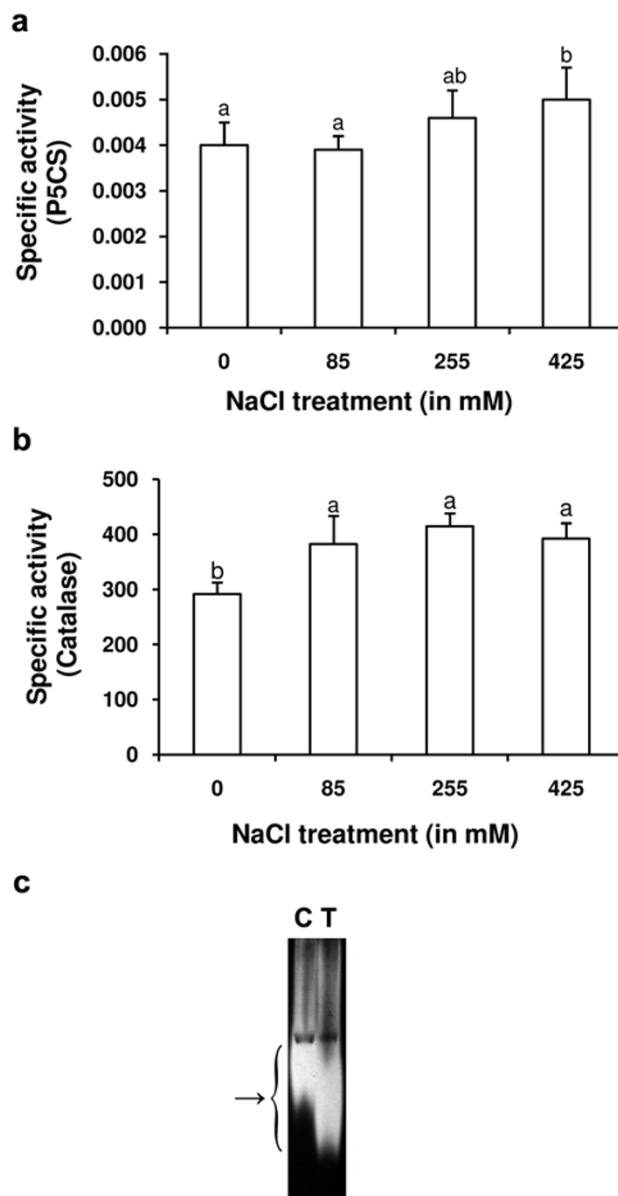 a
Specific activity
(P5CS)
0.006
0.005
0.004
0.003
0.002
0.001
0.000
a
a
ab
b
0
85
255
425
NaCl treatment (in mM)
b
Specific activity
(Catalase)
500
400
300
200
100
0
b
a
a
a
0
85
255
425
NaCl treatment (in mM)
c
C T